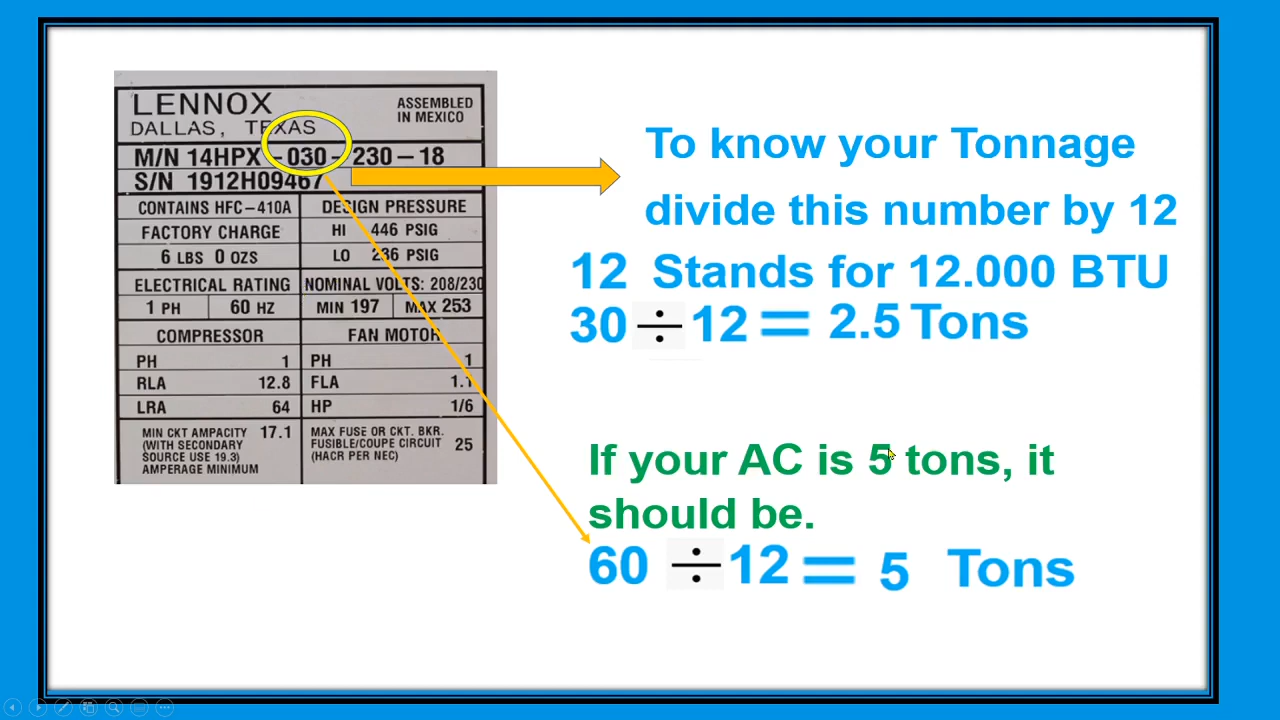 LENNOX
DALLAS, TEXAS
ASSEMBLED
IN MEXICO
M/N 14HPX-030-230-18
S/N 1912H09467
CONTAINS HFC-410A
DESIGN PRESSURE
FACTORY CHARGE
HI 446 PSIG
6 LBS 0 OZS
LO 236 PSIG
ELECTRICAL RATING
NOMINAL VOLTS: 208/230
1 PH 60 HZ
MIN 197 MAX 253
COMPRESSOR
FAN MOTOR
PH 1
PH 1
RLA 12.8
FLA 1.1
LRA 64
HP 1/6
MIN CKT AMPACITY 17.1
(WITH SECONDARY
SOURCE USE 19.3)
AMPERAGE MINIMUM
MAX FUSE OR CKT. BKR.
FUSIBLE/COUPE CIRCUIT 25
(HACR PER NEC)
To know your Tonnage
divide this number by 12
12 Stands for 12.000 BTU
30 ÷ 12 = 2.5 Tons
If your AC is 5 tons, it
should be.
60 ÷ 12 = 5 Tons